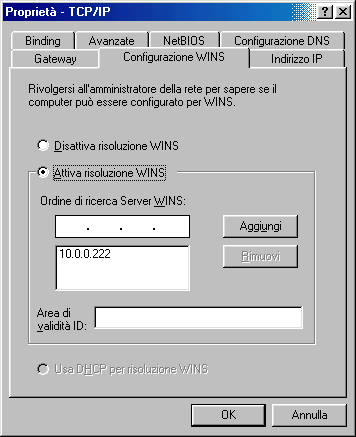 Proprietà - TCP/IP
Binding Avanzate NetBIOS Configurazione DNS
Gateway Configurazione WINS Indirizzo IP
Rivolgersi all'amministratore della rete per sapere se il
computer può essere configurato per WINS.
Disattiva risoluzione WINS
Attiva risoluzione WINS
Ordine di ricerca Server WINS:
. . .
Aggiungi
10.0.0.222
Rimuovi
Area di
validità ID:
Usa DHCP per risoluzione WINS
OK Annulla